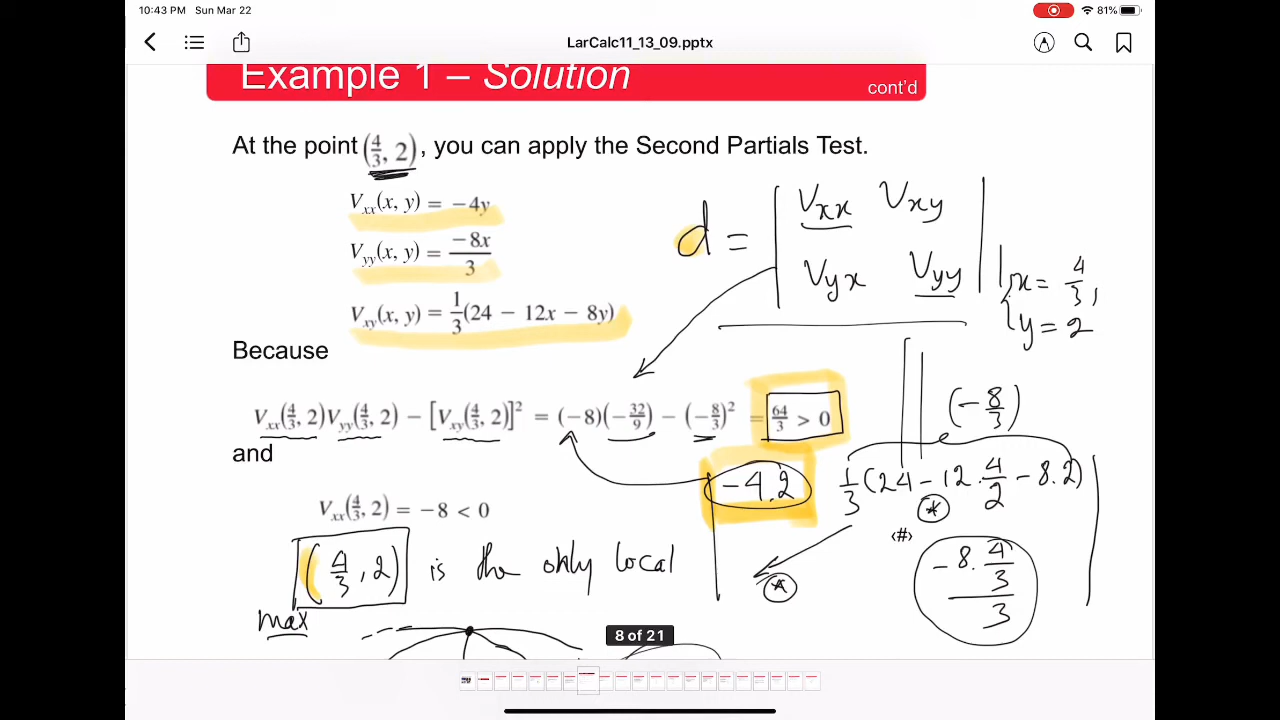 10:43 PM Sun Mar 22
81%
LarCalc11_13_09.pptx
Example 1 – Solution
cont'd
At the point (4/3, 2), you can apply the Second Partials Test.
V_xx(x, y) = −4y
V_yy(x, y) = −8x/3
V_xy(x, y) = 1/3(24 − 12x − 8y)
d = | V_xx V_xy
V_yx V_yy |
x = 4/3,
y = 2
Because
V_xx(4/3, 2)V_yy(4/3, 2) − [V_xy(4/3, 2)]² = (−8)(−32/9) − (−8/3)² = 64/3 > 0
(−8/3)
and
−4.2
1/3(24 − 12.4/2 − 8.2)
V_xx(4/3, 2) = −8 < 0
<#>
−8.4/3
3
(4/3, 2) is the only local
max
8 of 21